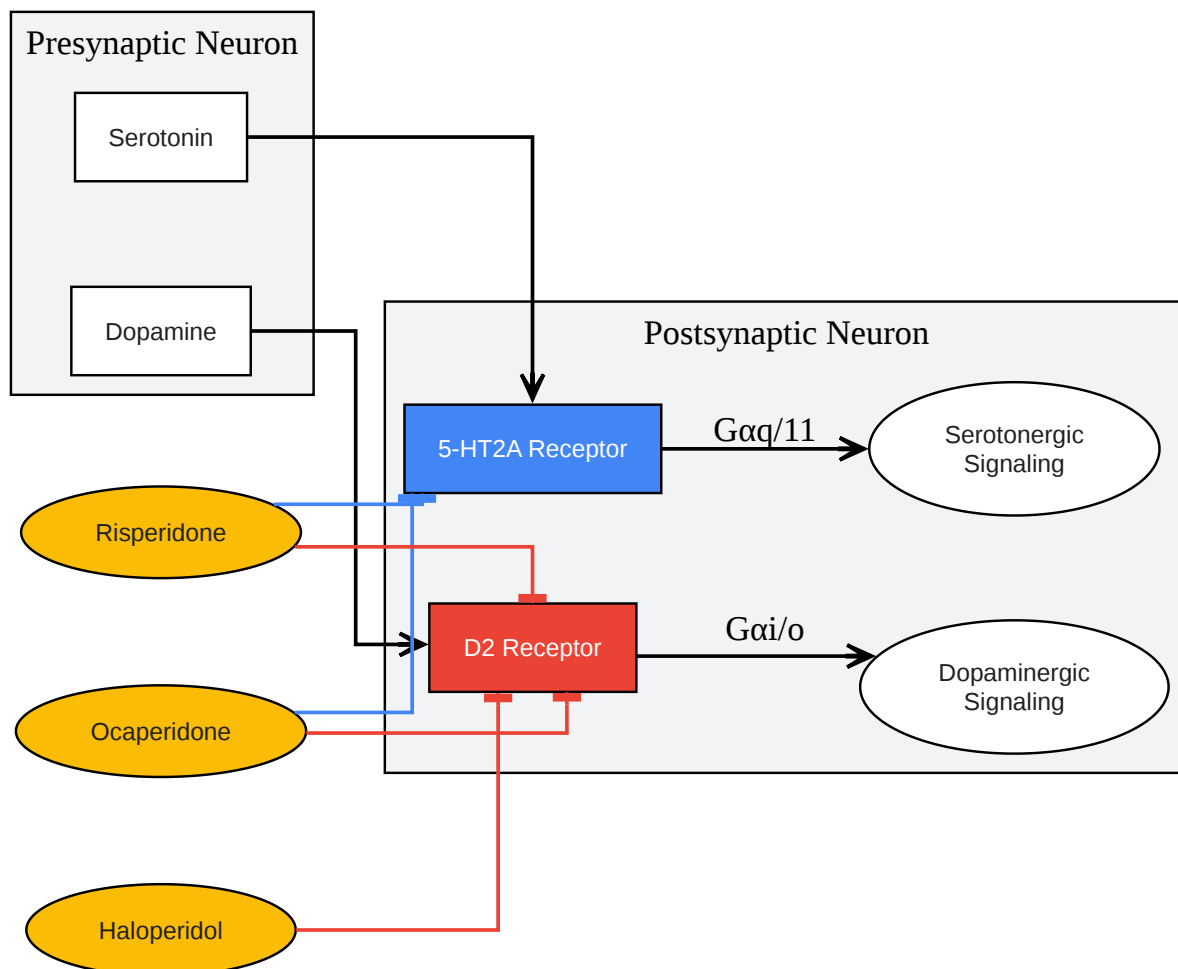 Presynaptic Neuron
Serotonin
Dopamine
Postsynaptic Neuron
5-HT2A Receptor
Gαq/11
Serotonergic
Signaling
Risperidone
D2 Receptor
Gαi/o
Dopaminergic
Signaling
Ocaperidone
Haloperidol